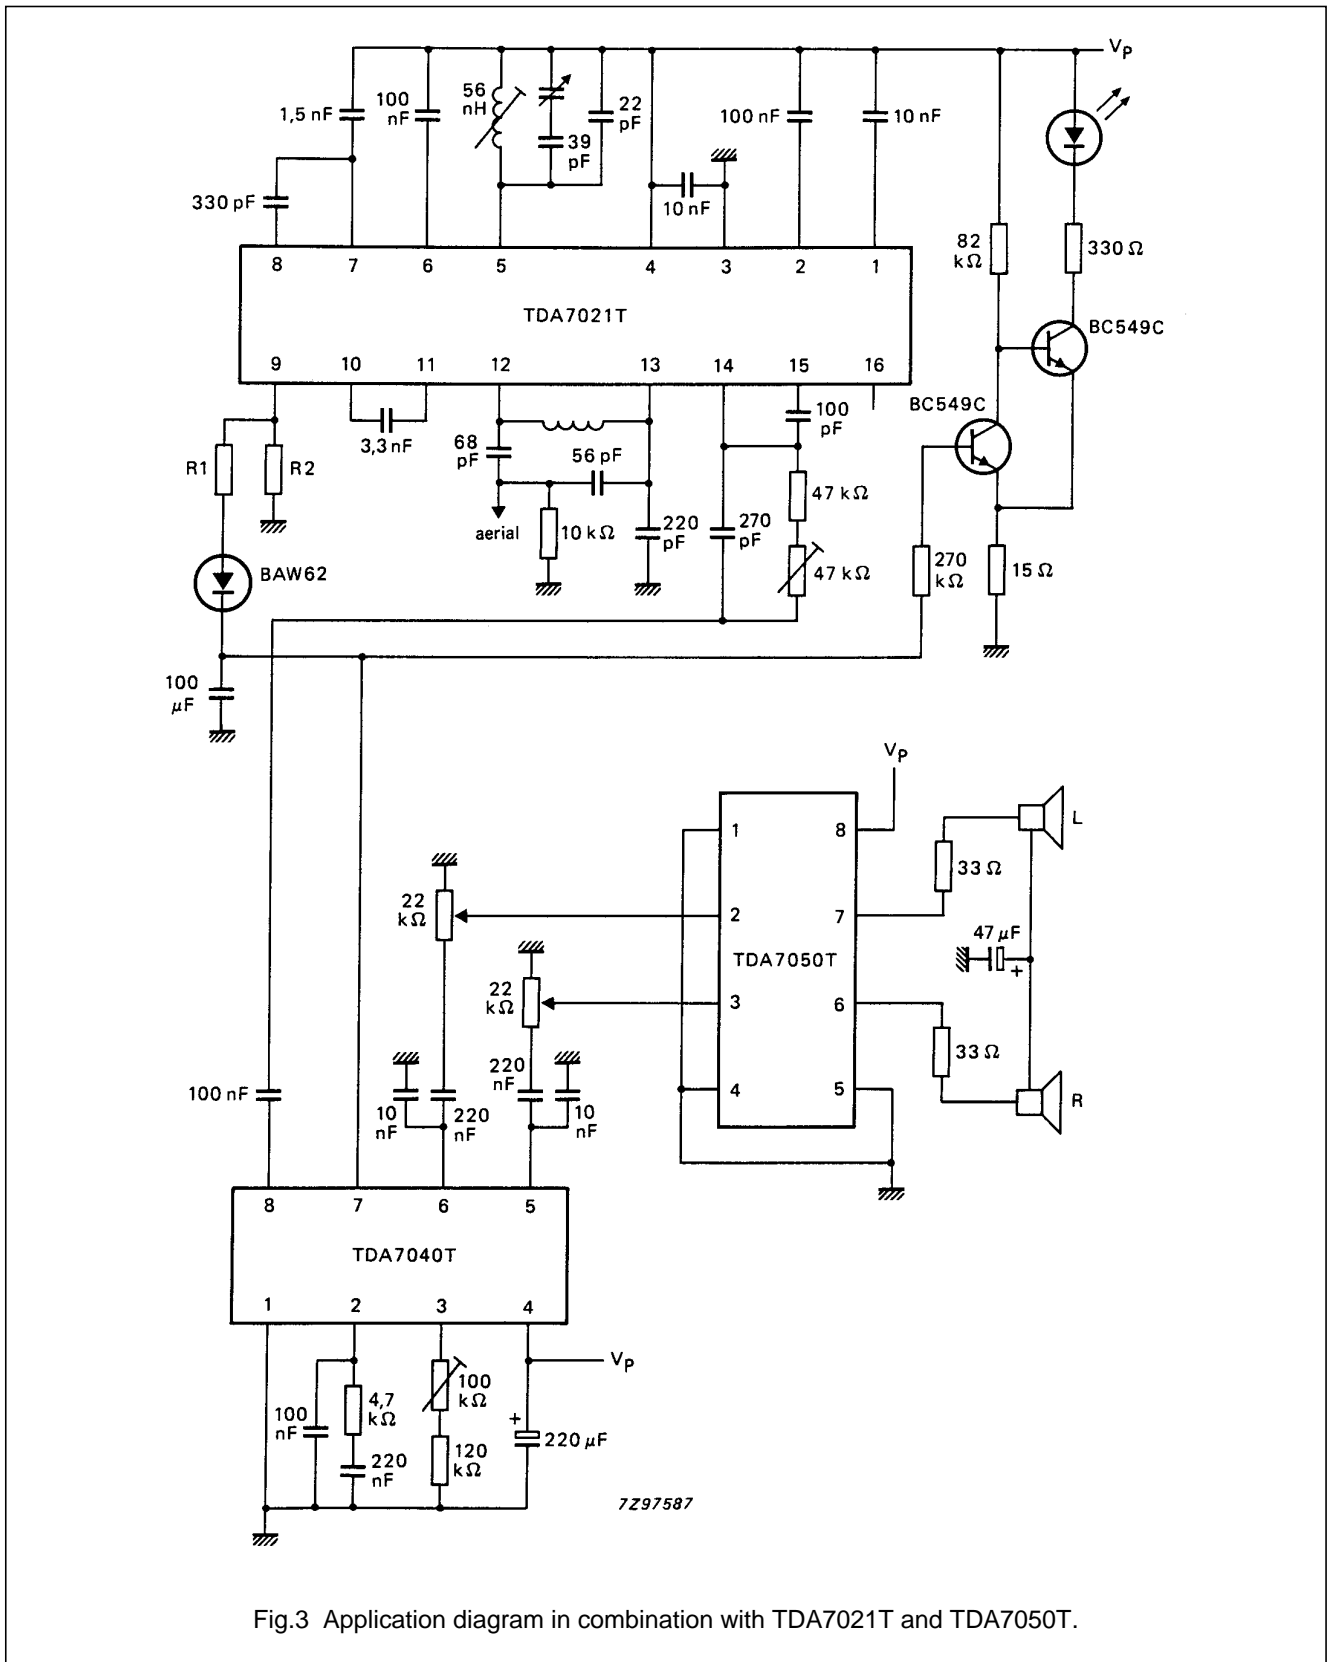 VP
1,5 nF
100
nF
56
nH
22
pF
39
pF
100 nF
10 nF
330 pF
10 nF
82
kΩ
330 Ω
8 7 6 5 4 3 2 1
TDA7021T
BC549C
9 10 11 12 13 14 15 16
BC549C
100
pF
3,3 nF
68
pF
56 pF
R1
R2
47 kΩ
aerial
10 kΩ
220
pF
270
pF
47 kΩ
BAW62
270
kΩ
15 Ω
100
µF
VP
1 8
L
33 Ω
22
kΩ
2 7
47 µF
+
TDA7050T
22
kΩ
3 6
33 Ω
220
nF
100 nF
10
nF
220
nF
10
nF
4 5
R
8 7 6 5
TDA7040T
1 2 3 4
VP
100
kΩ
4,7
kΩ
100
nF
+
220 µF
120
kΩ
220
nF
7Z97587
Fig.3 Application diagram in combination with TDA7021T and TDA7050T.